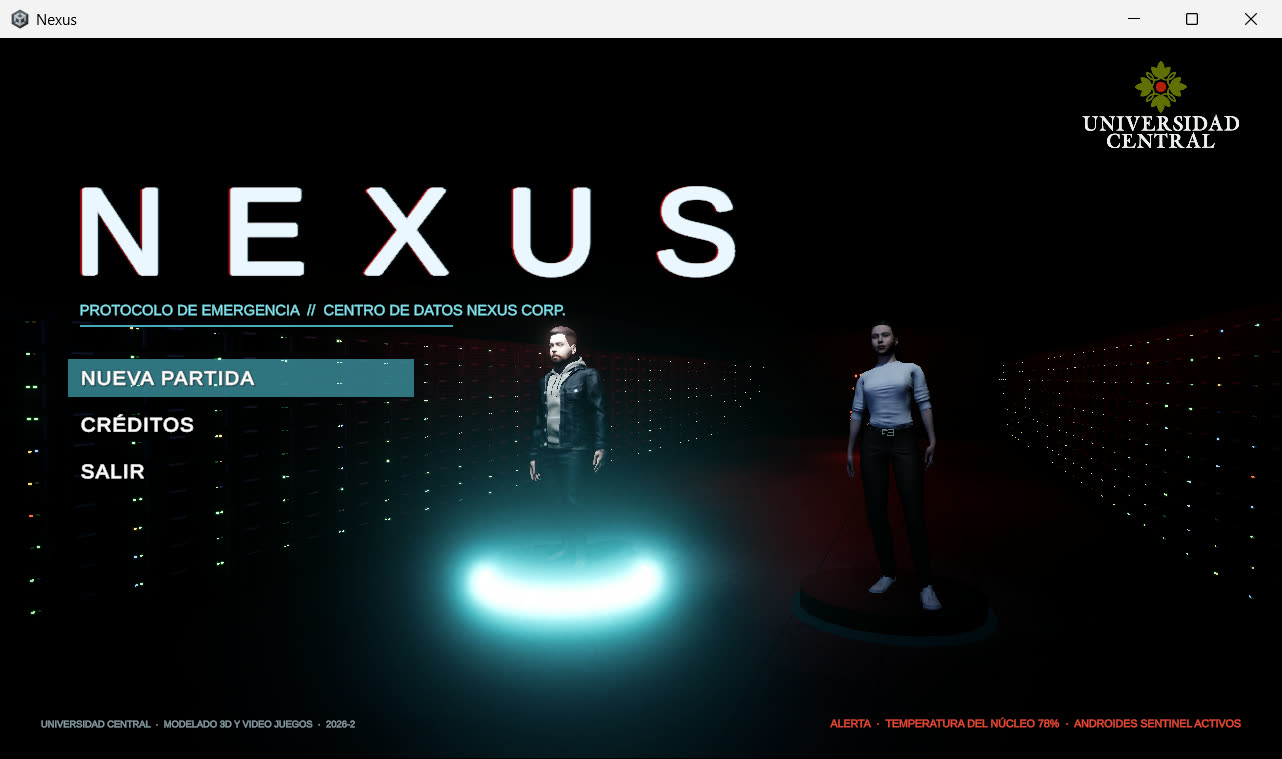 Nexus
UNIVERSIDAD
CENTRAL
NEXUS
PROTOCOLO DE EMERGENCIA // CENTRO DE DATOS NEXUS CORP.
NUEVA PARTIDA
CRÉDITOS
SALIR
UNIVERSIDAD CENTRAL · MODELADO 3D Y VIDEO JUEGOS · 2026-2
ALERTA · TEMPERATURA DEL NÚCLEO 78% · ANDROIDES SENTINEL ACTIVOS